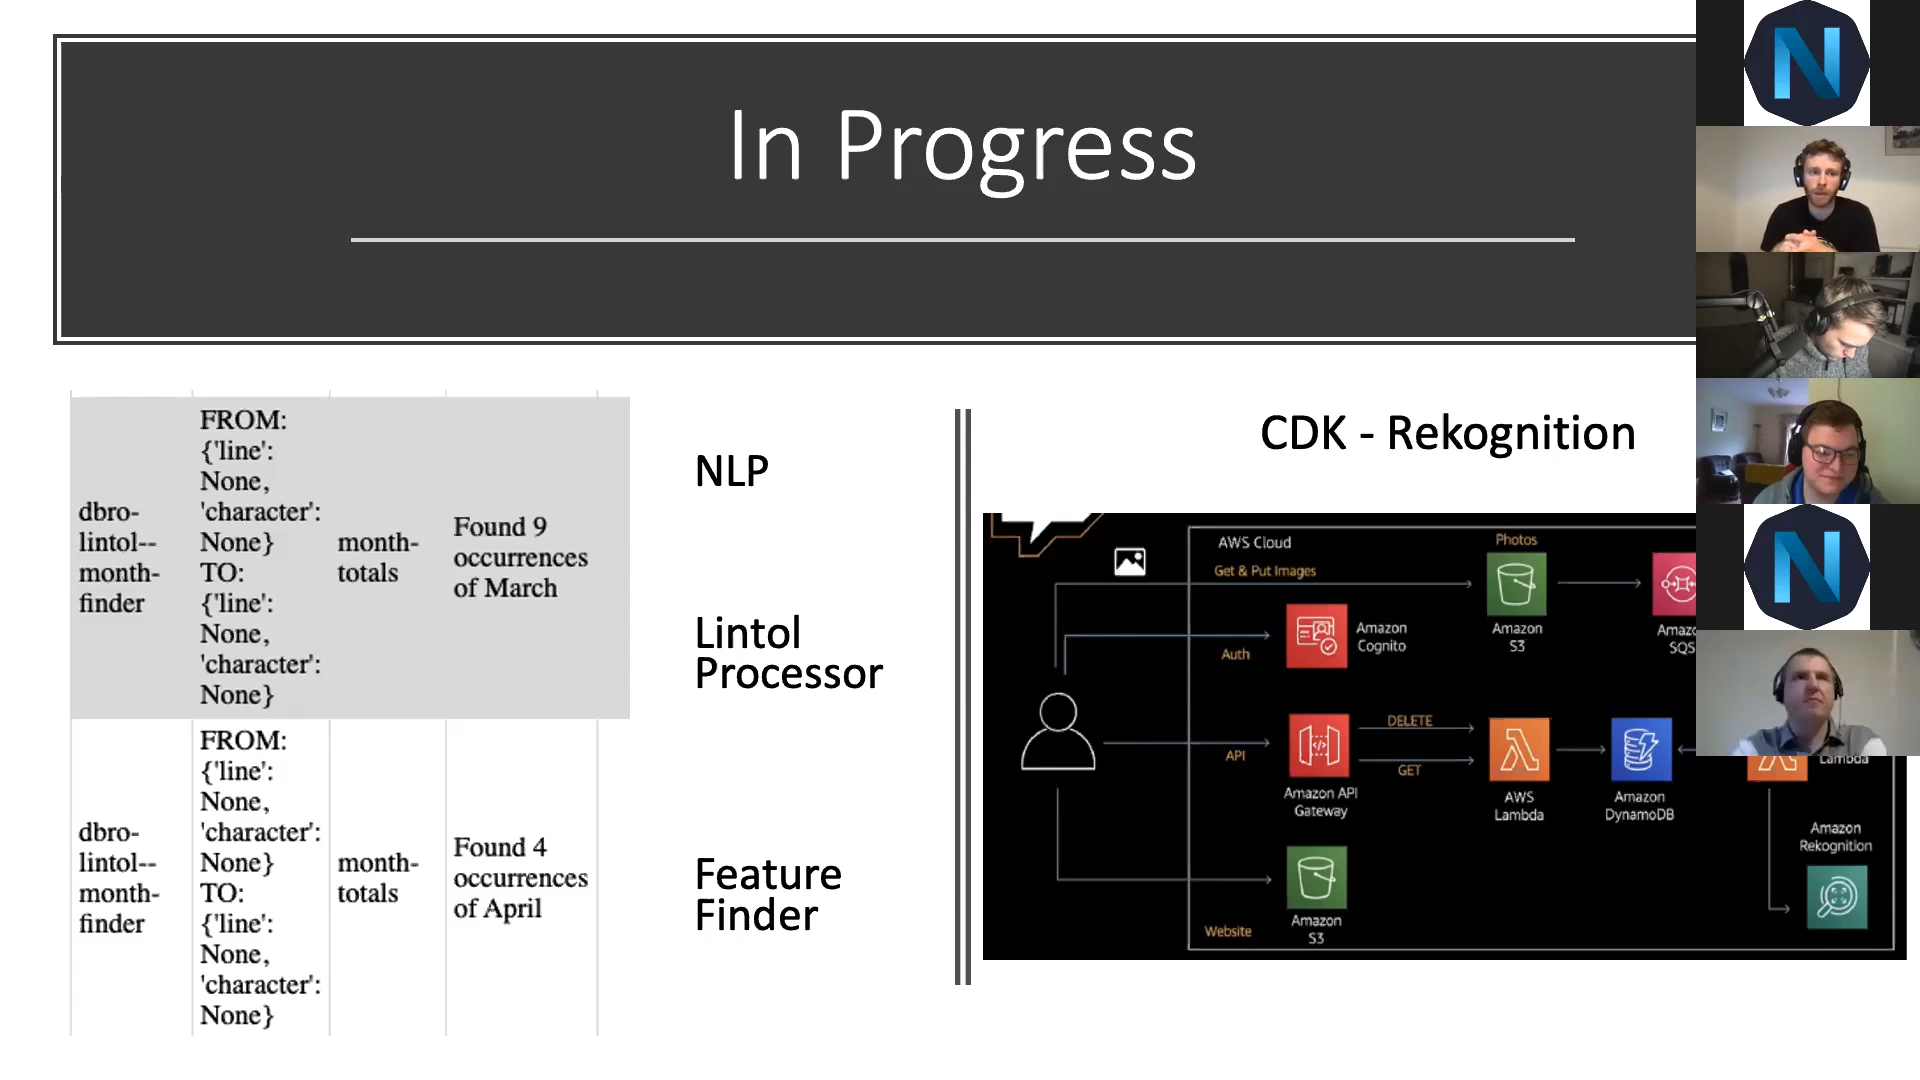 In Progress
FROM:
{'line':
None,
'character':
dbro-
lintol--
month-
finder
None}
TO:
{'line':
None,
'character':
None}
month-
totals
Found 9
occurrences
of March
FROM:
{'line':
None,
'character':
dbro-
lintol--
month-
finder
None}
TO:
{'line':
None,
'character':
None}
month-
totals
Found 4
occurrences
of April
NLP
Lintol
Processor
Feature
Finder
CDK - Rekognition
AWS Cloud
Get & Put Images
Photos
Amazon
S3
SQS
Auth
Amazon
Cognito
API
Amazon API
Gateway
DELETE
GET
AWS
Lambda
Amazon
DynamoDB
Lambda
Amazon
Rekognition
Website
Amazon
S3
N
N